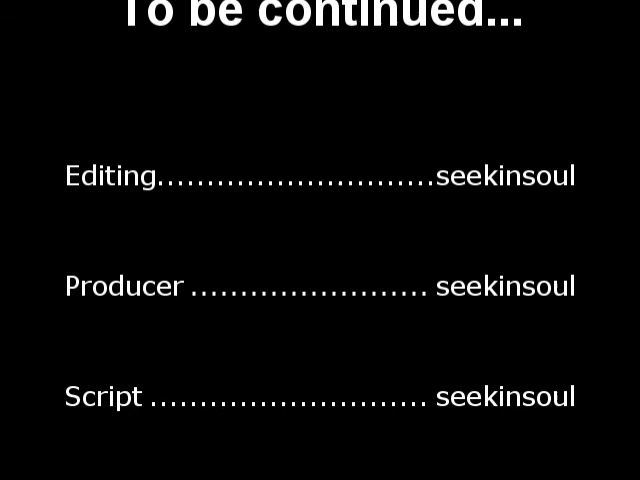 To be continued...
Editing............................seekinsoul
Producer ........................ seekinsoul
Script ............................ seekinsoul